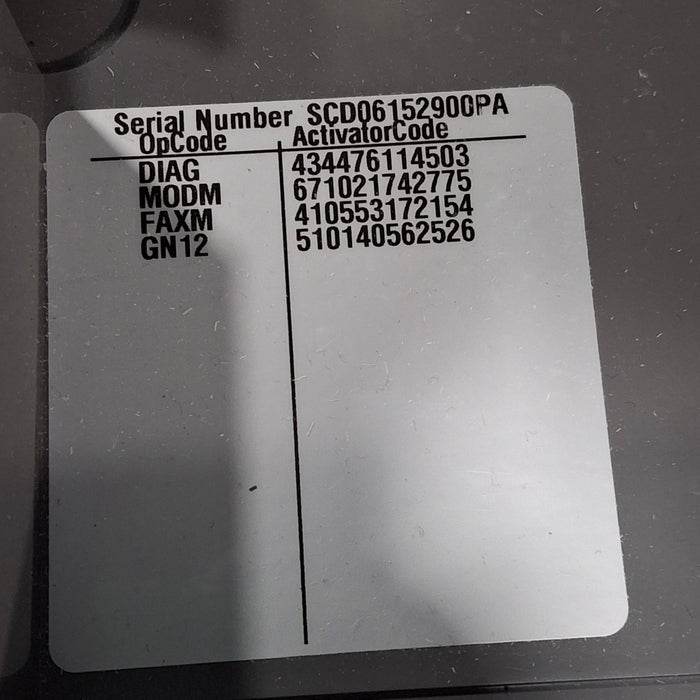 Serial Number SCD06152900PA
OpCode ActivatorCode
DIAG 434476114503
MODM 671021742775
FAXM 410553172154
GN12 510140562526